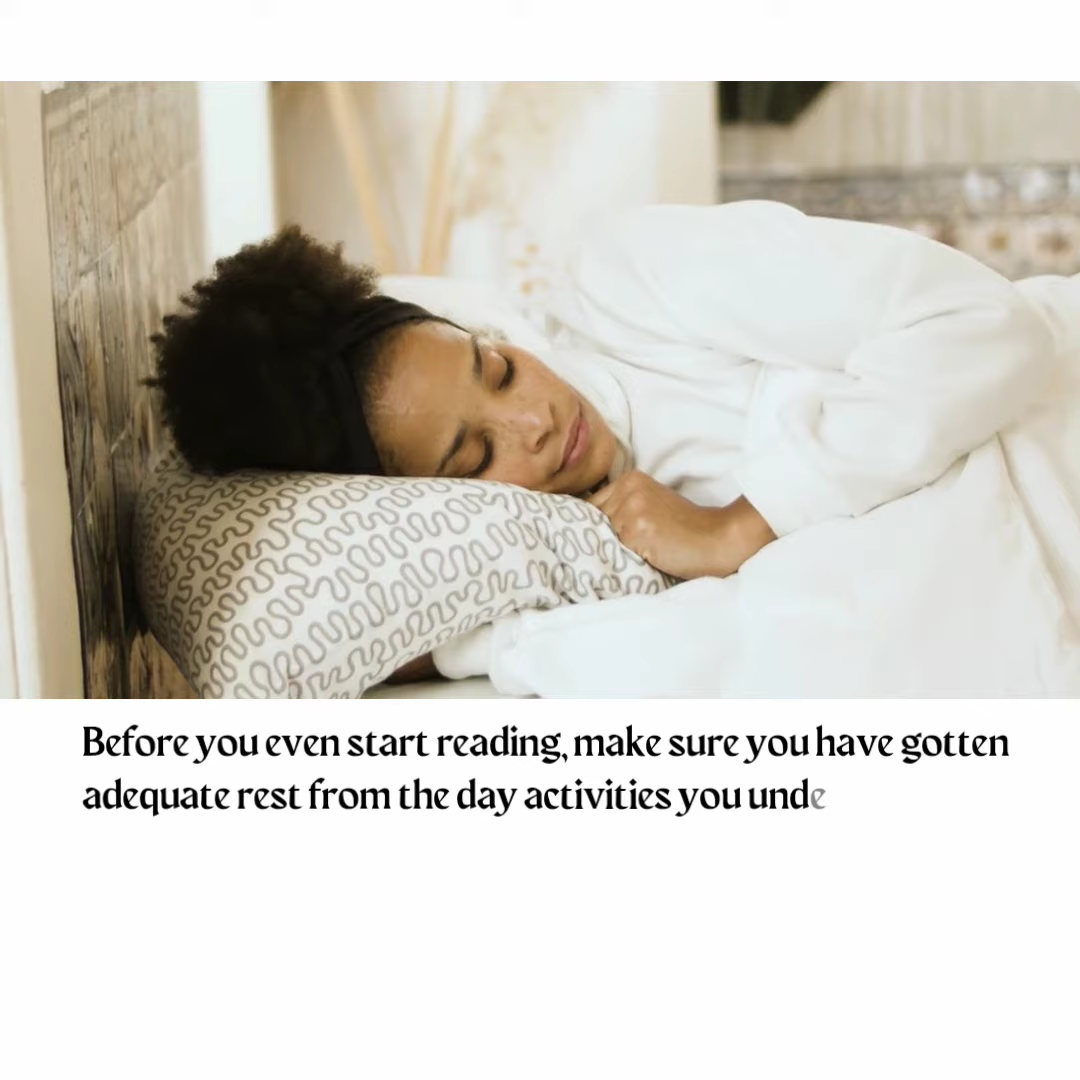 Before you even start reading, make sure you have gotten
adequate rest from the day activities you unde